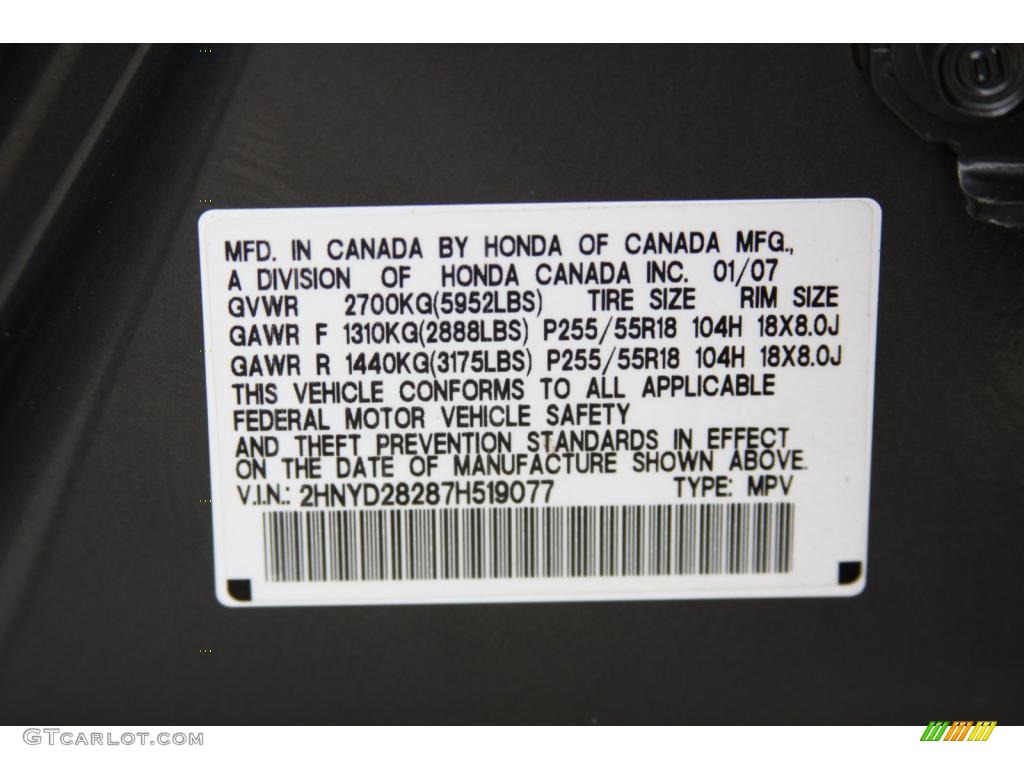 MFD. IN CANADA BY HONDA OF CANADA MFG.,
A DIVISION OF HONDA CANADA INC. 01/07
GVWR 2700KG(5952LBS) TIRE SIZE RIM SIZE
GAWR F 1310KG(2888LBS) P255/55R18 104H 18X8.0J
GAWR R 1440KG(3175LBS) P255/55R18 104H 18X8.0J
THIS VEHICLE CONFORMS TO ALL APPLICABLE
FEDERAL MOTOR VEHICLE SAFETY
AND THEFT PREVENTION STANDARDS IN EFFECT
ON THE DATE OF MANUFACTURE SHOWN ABOVE.
V.I.N.: 2HNYD28287H519077 TYPE: MPV
GTCARLOT.COM